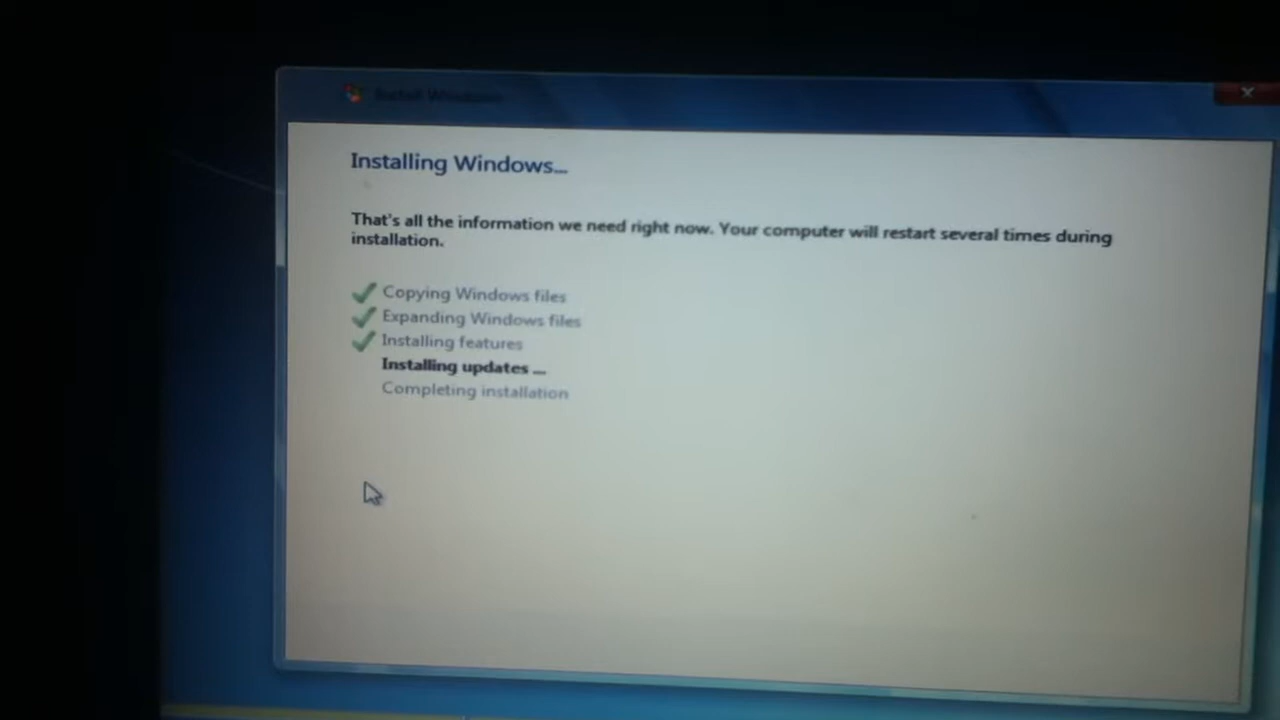 Install Windows
Installing Windows...
That's all the information we need right now. Your computer will restart several times during
installation.
Copying Windows files
Expanding Windows files
Installing features
Installing updates ...
Completing installation